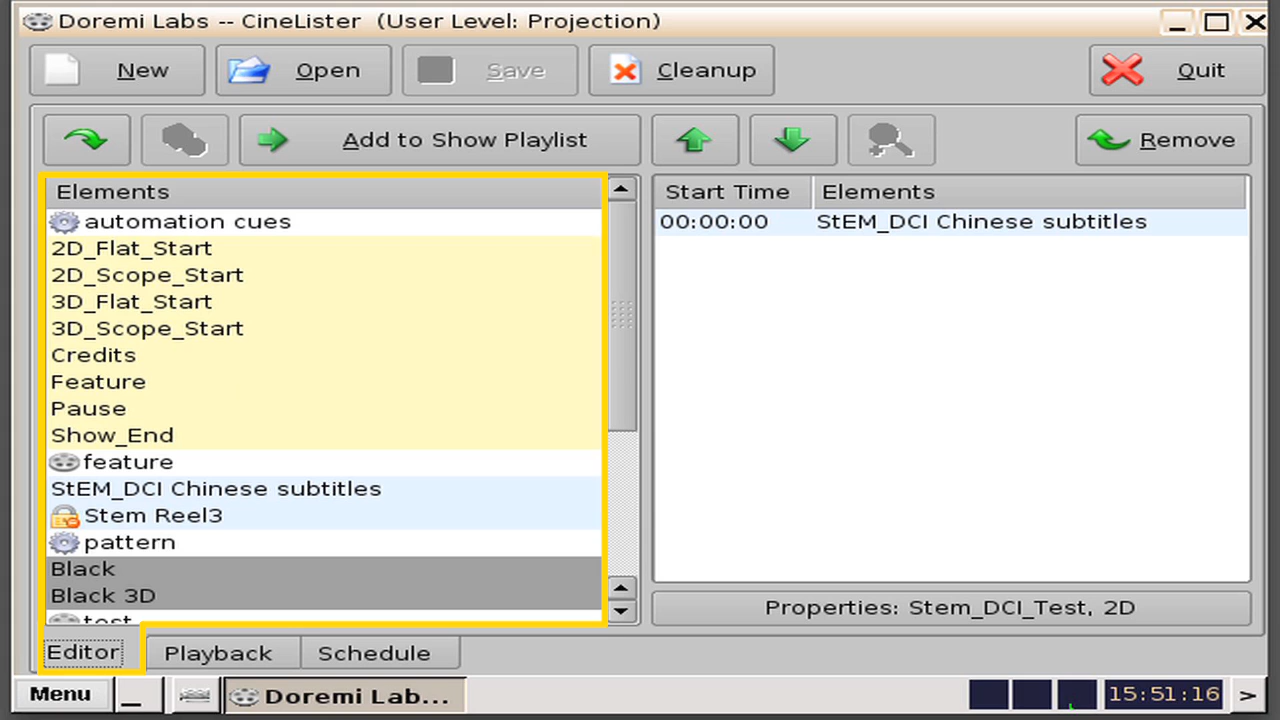 Doremi Labs -- CineLister (User Level: Projection)
New Open Save Cleanup Quit
Add to Show Playlist Remove
Elements
automation cues
2D_Flat_Start
2D_Scope_Start
3D_Flat_Start
3D_Scope_Start
Credits
Feature
Pause
Show_End
feature
StEM_DCI Chinese subtitles
Stem Reel3
pattern
Black
Black 3D
test
Start Time Elements
00:00:00 StEM_DCI Chinese subtitles
Properties: Stem_DCI_Test, 2D
Editor Playback Schedule
Menu _ Doremi Lab... 15:51:16 >